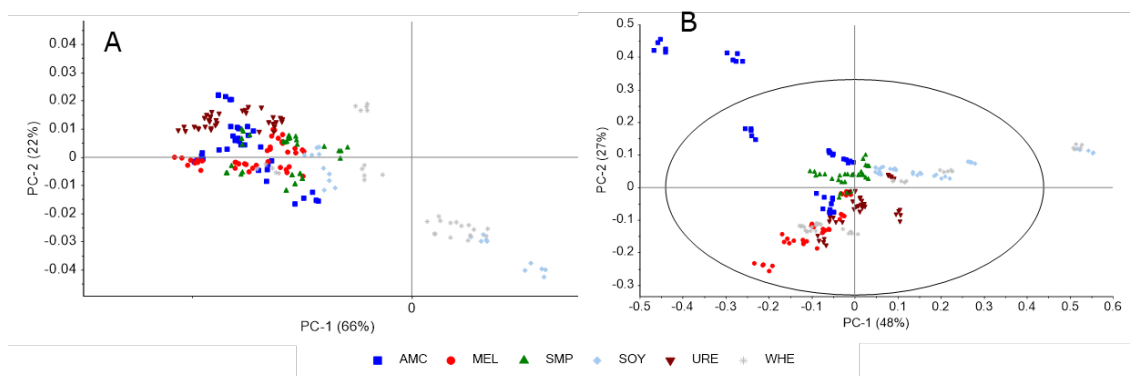 A
0.04
0.03
0.02
0.01
0
-0.01
-0.02
-0.03
-0.04
PC-2 (22%)
0
PC-1 (66%)
B
0.5
0.4
0.3
0.2
0.1
0
-0.1
-0.2
-0.3
PC-2 (27%)
-0.5 -0.4 -0.3 -0.2 -0.1 0 0.1 0.2 0.3 0.4 0.5 0.6
PC-1 (48%)
AMC MEL SMP SOY URE WHE